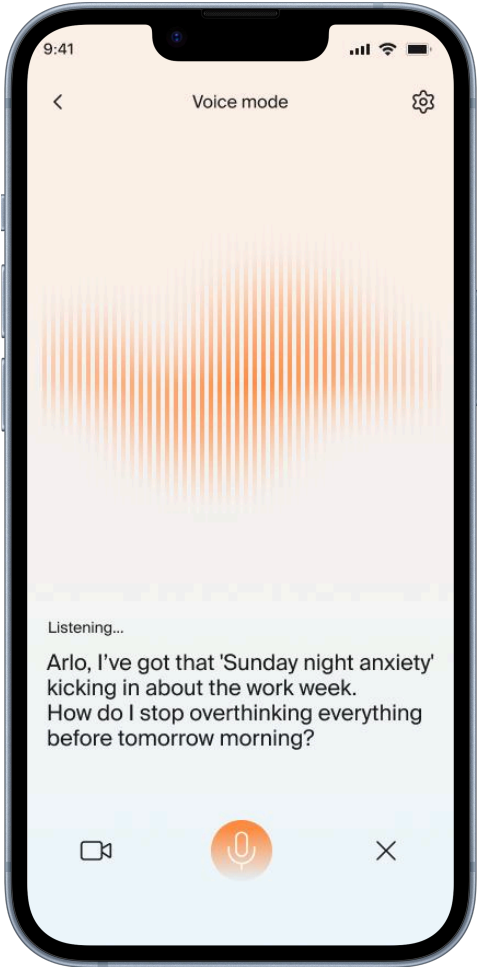 9:41
Voice mode
Listening...
Arlo, I’ve got that 'Sunday night anxiety'
kicking in about the work week.
How do I stop overthinking everything
before tomorrow morning?